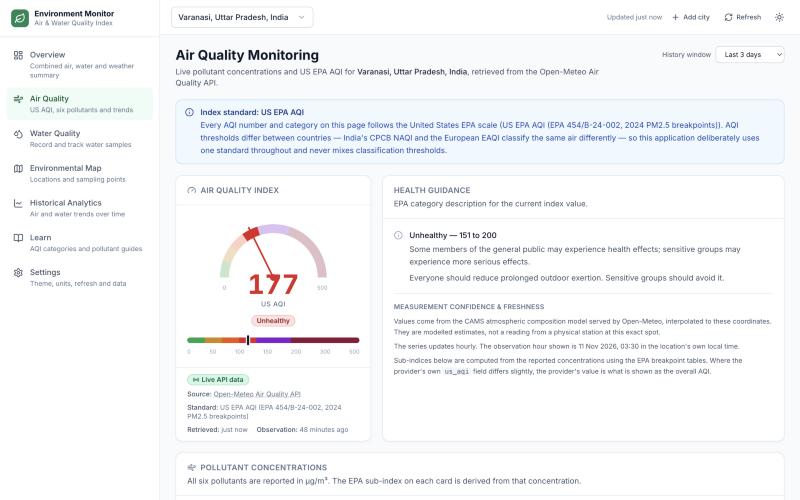 Environment Monitor
Air & Water Quality Index
Varanasi, Uttar Pradesh, India
Updated just now
Add city
Refresh
Overview
Combined air, water and weather
summary
Air Quality
US AQI, six pollutants and trends
Water Quality
Record and track water samples
Environmental Map
Locations and sampling points
Historical Analytics
Air and water trends over time
Learn
AQI categories and pollutant guides
Settings
Theme, units, refresh and data
Air Quality Monitoring
Live pollutant concentrations and US EPA AQI for Varanasi, Uttar Pradesh, India, retrieved from the Open-Meteo Air
Quality API.
History window
Last 3 days
Index standard: US EPA AQI
Every AQI number and category on this page follows the United States EPA scale (US EPA AQI (EPA 454/B-24-002, 2024 PM2.5 breakpoints)). AQI
thresholds differ between countries — India's CPCB NAQI and the European EAQI classify the same air differently — so this application deliberately uses
one standard throughout and never mixes classification thresholds.
AIR QUALITY INDEX
0
500
177
US AQI
Unhealthy
0 50 100 150 200 300 500
Live API data
Source: Open-Meteo Air Quality API
Standard: US EPA AQI (EPA 454/B-24-002, 2024
PM2.5 breakpoints)
Retrieved: just now Observation: 48 minutes ago
HEALTH GUIDANCE
EPA category description for the current index value.
Unhealthy — 151 to 200
Some members of the general public may experience health effects; sensitive groups may
experience more serious effects.
Everyone should reduce prolonged outdoor exertion. Sensitive groups should avoid it.
MEASUREMENT CONFIDENCE & FRESHNESS
Values come from the CAMS atmospheric composition model served by Open-Meteo, interpolated to these coordinates.
They are modelled estimates, not a reading from a physical station at this exact spot.
The series updates hourly. The observation hour shown is 11 Nov 2026, 03:30 in the location's own local time.
Sub-indices below are computed from the reported concentrations using the EPA breakpoint tables. Where the
provider's own us_aqi field differs slightly, the provider's value is what is shown as the overall AQI.
POLLUTANT CONCENTRATIONS
All six pollutants are reported in µg/m³. The EPA sub-index on each card is derived from that concentration.